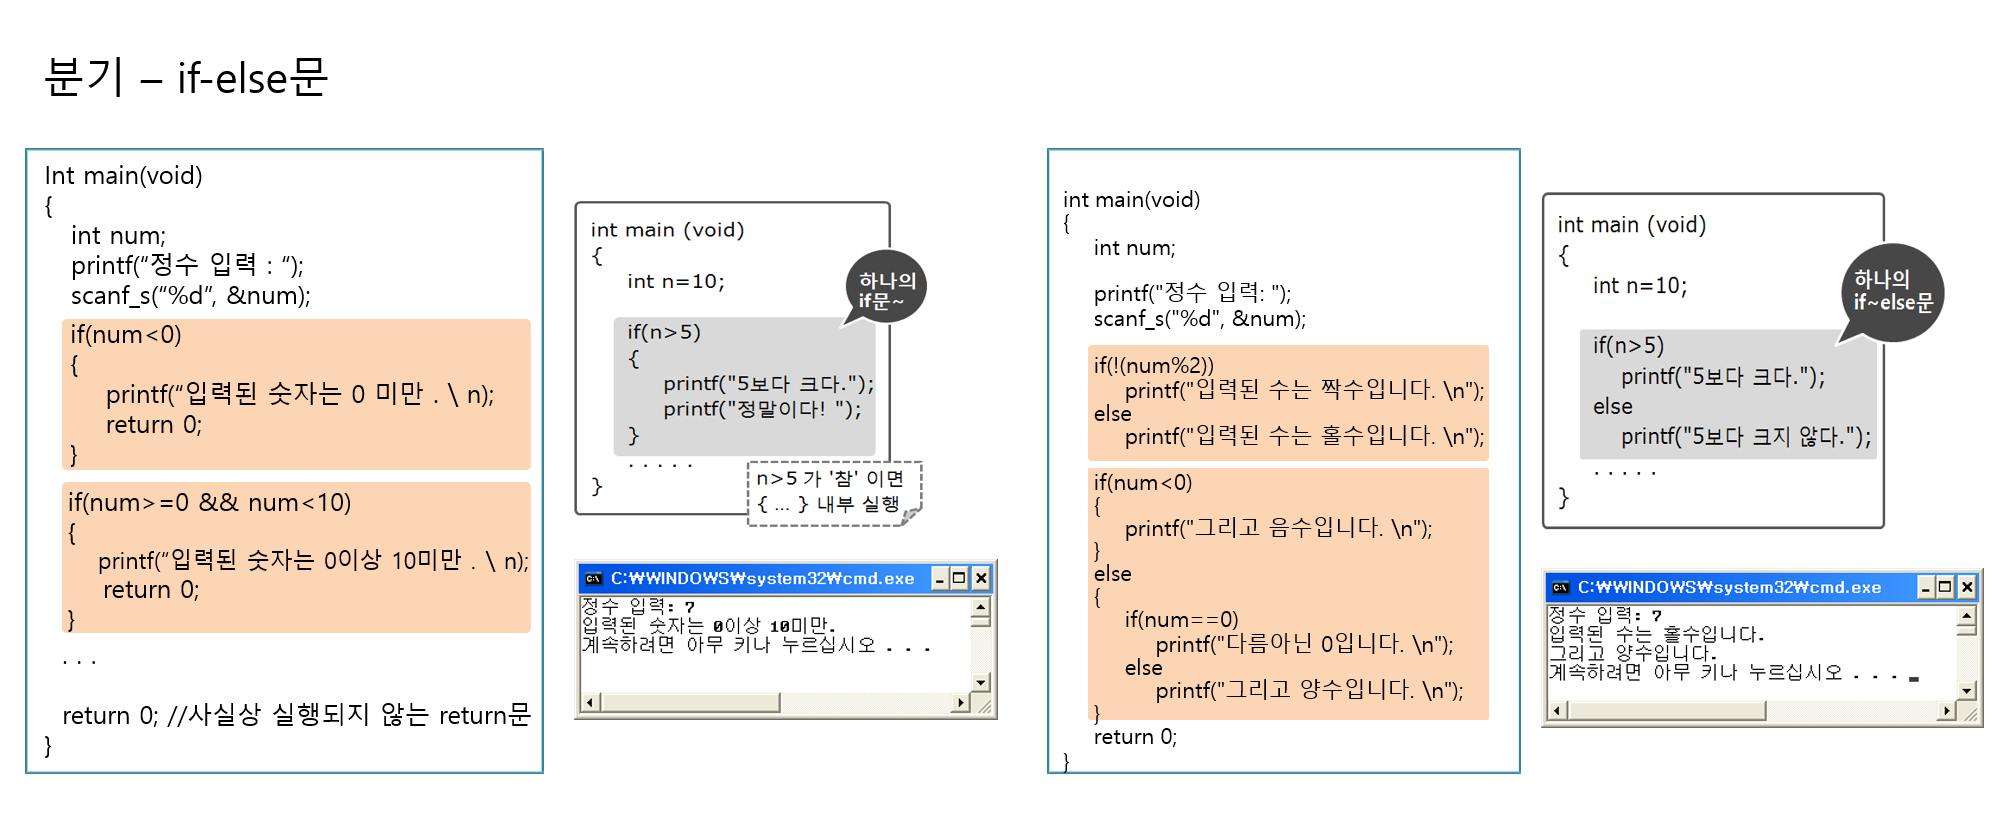 분기 – if-else문
Int main(void)
{
int num;
printf(“정수 입력 : “);
scanf_s(“%d”, &num);
if(num<0)
{
printf(“입력된 숫자는 0 미만 . \ n);
return 0;
}
if(num>=0 && num<10)
{
printf(“입력된 숫자는 0이상 10미만 . \ n);
return 0;
}
. . .
return 0; //사실상 실행되지 않는 return문
}
int main (void)
{
int n=10;
하나의
if문~
if(n>5)
{
printf("5보다 크다.");
printf("정말이다! ");
}
. . . . .
}
n>5 가 '참' 이면
{ ... } 내부 실행
C:₩WINDOWS₩system32₩cmd.exe
정수 입력: 7
입력된 숫자는 0이상 10미만.
계속하려면 아무 키나 누르십시오 . . .
int main(void)
{
int num;
printf("정수 입력: ");
scanf_s("%d", &num);
if(!(num%2))
printf("입력된 수는 짝수입니다. \n");
else
printf("입력된 수는 홀수입니다. \n");
if(num<0)
{
printf("그리고 음수입니다. \n");
}
else
{
if(num==0)
printf("다름아닌 0입니다. \n");
else
printf("그리고 양수입니다. \n");
}
return 0;
}
int main (void)
{
int n=10;
하나의
if~else문
if(n>5)
printf("5보다 크다.");
else
printf("5보다 크지 않다.");
. . . . .
}
C:₩WINDOWS₩system32₩cmd.exe
정수 입력: 7
입력된 수는 홀수입니다.
그리고 양수입니다.
계속하려면 아무 키나 누르십시오 . . .